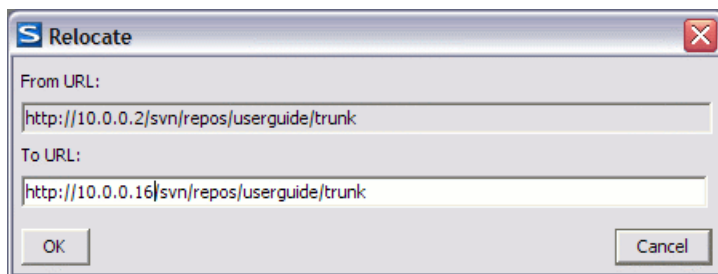 S Relocate
From URL:
http://10.0.0.2/svn/repos/userguide/trunk
To URL:
http://10.0.0.16/svn/repos/userguide/trunk
OK Cancel